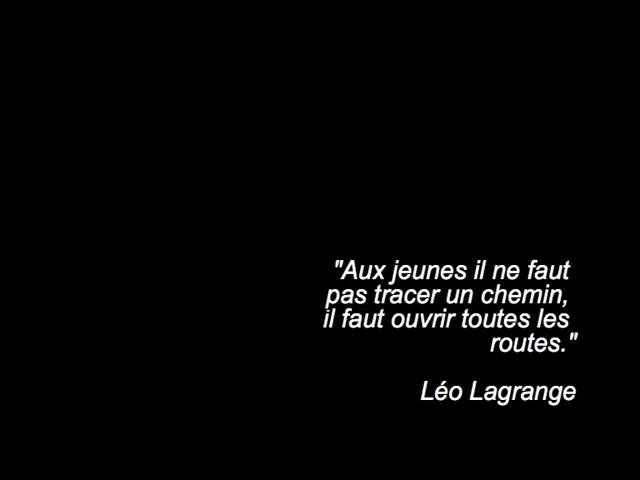 "Aux jeunes il ne faut
pas tracer un chemin,
il faut ouvrir toutes les
routes."
Léo Lagrange